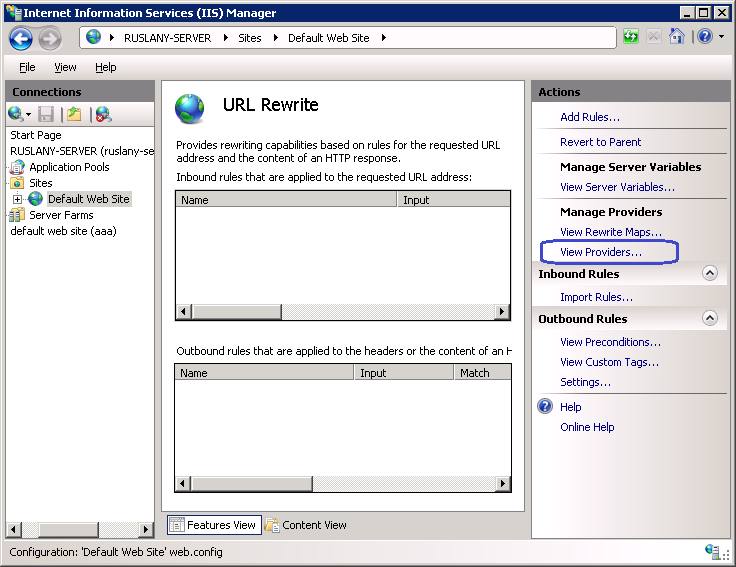 Internet Information Services (IIS) Manager
RUSLANY-SERVER Sites Default Web Site
File View Help
Connections
Start Page
RUSLANY-SERVER (ruslany-se
Application Pools
Sites
Default Web Site
Server Farms
default web site (aaa)
URL Rewrite
Provides rewriting capabilities based on rules for the requested URL
address and the content of an HTTP response.
Inbound rules that are applied to the requested URL address:
Name Input
Outbound rules that are applied to the headers or the content of an H
Name Input Match
Features View Content View
Actions
Add Rules...
Revert to Parent
Manage Server Variables
View Server Variables...
Manage Providers
View Rewrite Maps...
View Providers...
Inbound Rules
Import Rules...
Outbound Rules
View Preconditions...
View Custom Tags...
Settings...
Help
Online Help
Configuration: 'Default Web Site' web.config